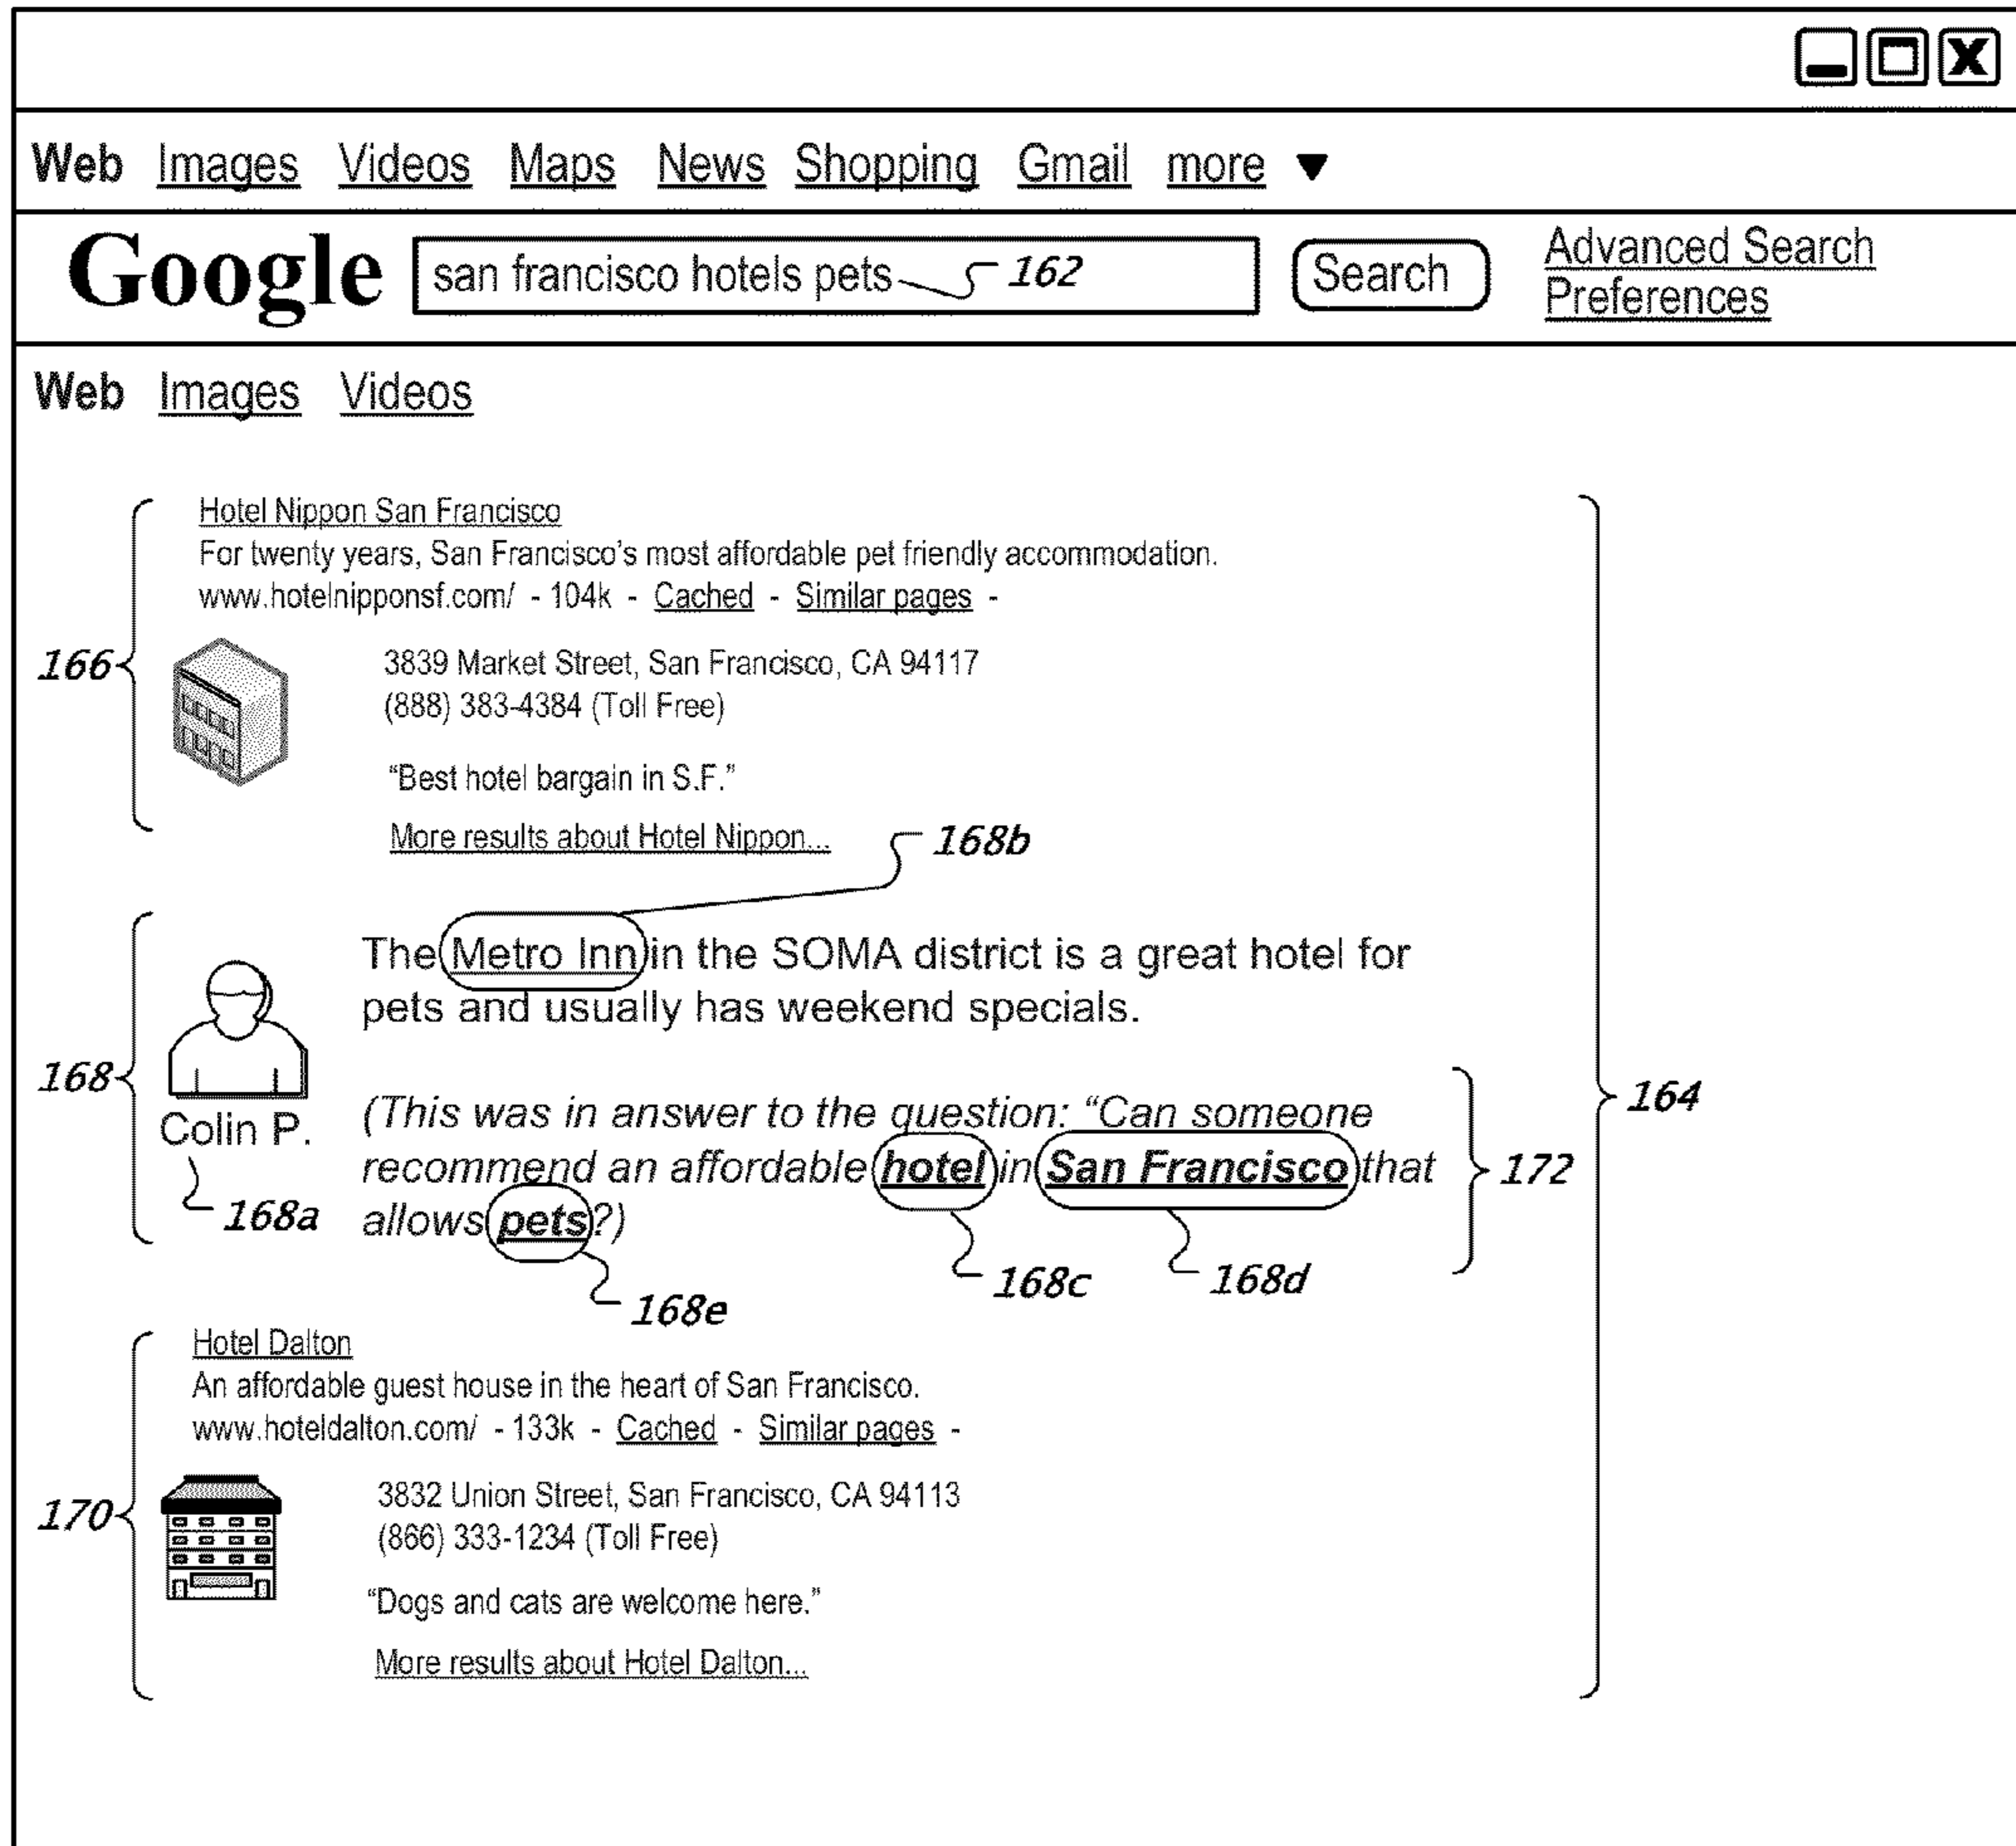 Web Images Videos Maps News Shopping Gmail more ▼
Google san francisco hotels pets 162 Search Advanced Search
Preferences
Web Images Videos
Hotel Nippon San Francisco
For twenty years, San Francisco's most affordable pet friendly accommodation.
www.hotelnipponsf.com/ - 104k - Cached - Similar pages -
166
3839 Market Street, San Francisco, CA 94117
(888) 383-4384 (Toll Free)
“Best hotel bargain in S.F.”
More results about Hotel Nippon...
168b
The Metro Inn in the SOMA district is a great hotel for
pets and usually has weekend specials.
168
164
Colin P.
168a
(This was in answer to the question: “Can someone
recommend an affordable hotel in San Francisco that
allows pets?)
172
168c
168d
168e
Hotel Dalton
An affordable guest house in the heart of San Francisco.
www.hoteldalton.com/ - 133k - Cached - Similar pages -
170
3832 Union Street, San Francisco, CA 94113
(866) 333-1234 (Toll Free)
“Dogs and cats are welcome here.”
More results about Hotel Dalton...